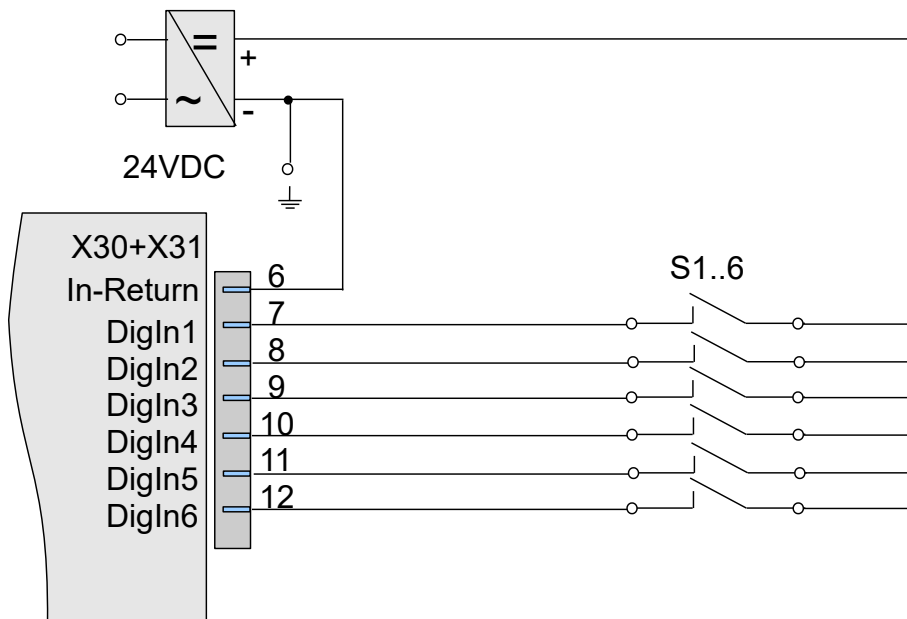 =
+
~
-
24VDC
X30+X31
In-Return
6
S1..6
DigIn1
7
DigIn2
8
DigIn3
9
DigIn4
10
DigIn5
11
DigIn6
12